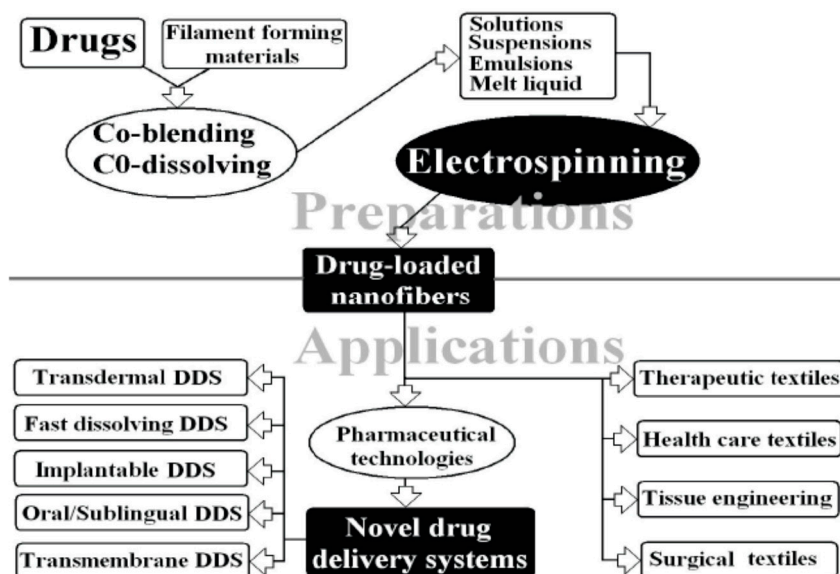 Drugs
Filament forming
materials
Solutions
Suspensions
Emulsions
Melt liquid
Co-blending
C0-dissolving
Electrospinning
Preparations
Drug-loaded
nanofibers
Applications
Transdermal DDS
Fast dissolving DDS
Implantable DDS
Oral/Sublingual DDS
Transmembrane DDS
Pharmaceutical
technologies
Novel drug
delivery systems
Therapeutic textiles
Health care textiles
Tissue engineering
Surgical textiles